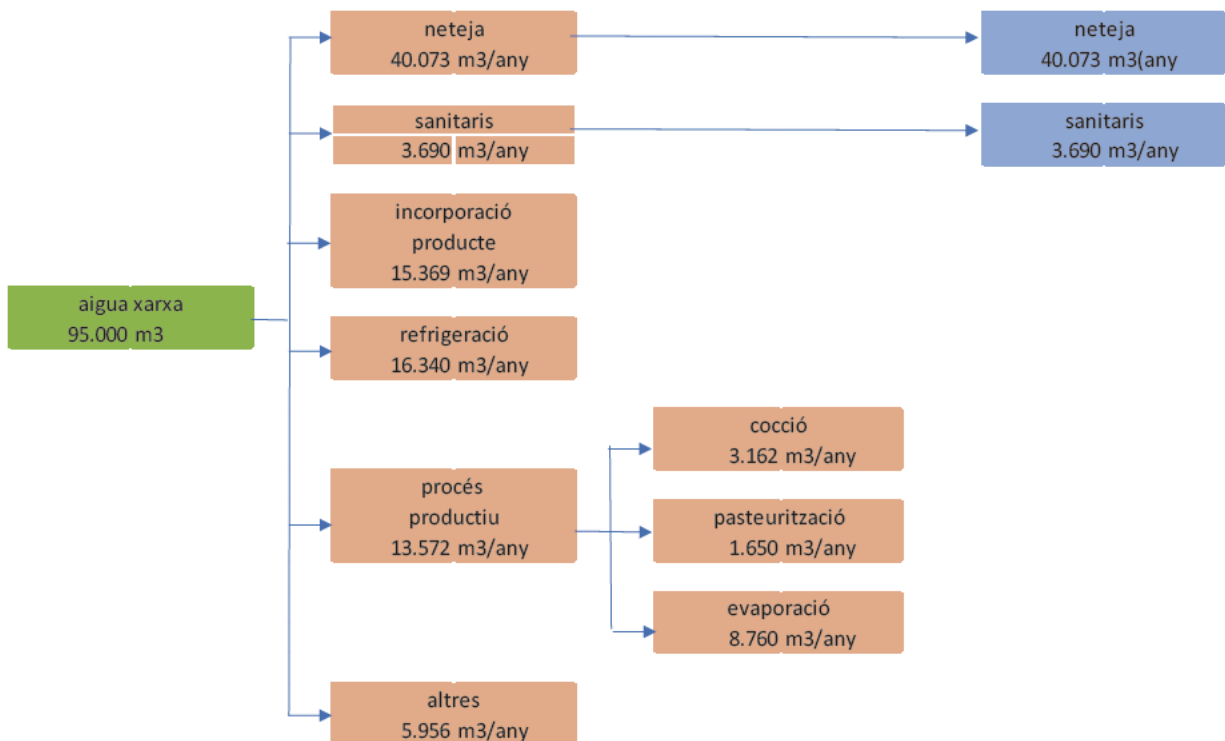 neteja
40.073 m3/any
neteja
40.073 m3(any
sanitaris
3.690 m3/any
sanitaris
3.690 m3/any
incorporació
producte
15.369 m3/any
aigua xarxa
95.000 m3
refrigeració
16.340 m3/any
cocció
3.162 m3/any
procés
productiu
13.572 m3/any
pasteurització
1.650 m3/any
evaporació
8.760 m3/any
altres
5.956 m3/any